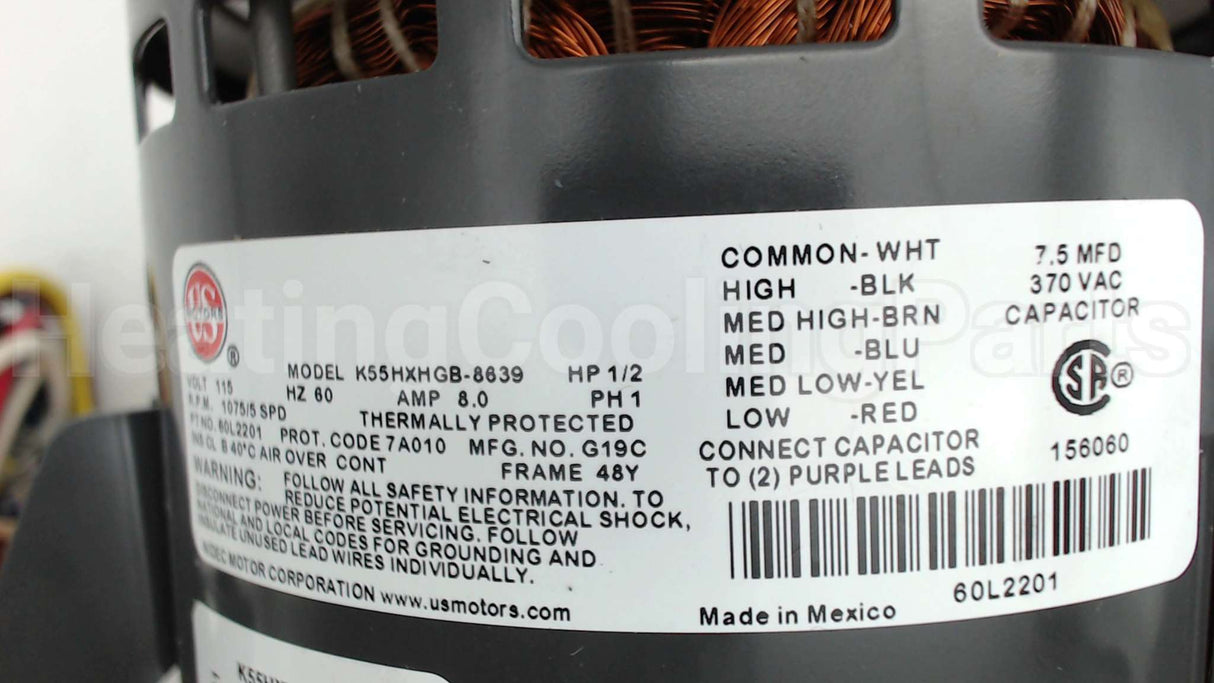 US
MOTORS
®
MODEL K55HXHGB-8639 HP 1/2
VOLT 115 HZ 60 AMP 8.0 PH 1
R.P.M. 1075/5 SPD THERMALLY PROTECTED
PT NO. 60L2201 PROT. CODE 7A010 MFG. NO. G19C
INS CL B 40°C AIR OVER CONT FRAME 48Y
WARNING: FOLLOW ALL SAFETY INFORMATION. TO
REDUCE POTENTIAL ELECTRICAL SHOCK,
DISCONNECT POWER BEFORE SERVICING. FOLLOW
NATIONAL AND LOCAL CODES FOR GROUNDING AND
INSULATE UNUSED LEAD WIRES INDIVIDUALLY.
NIDEC MOTOR CORPORATION www.usmotors.com
COMMON-WHT
HIGH -BLK
MED HIGH-BRN
MED -BLU
MED LOW-YEL
LOW -RED
7.5 MFD
370 VAC
CAPACITOR
®
CONNECT CAPACITOR 156060
TO (2) PURPLE LEADS
60L2201
Made in Mexico
HeatingCoolingParts